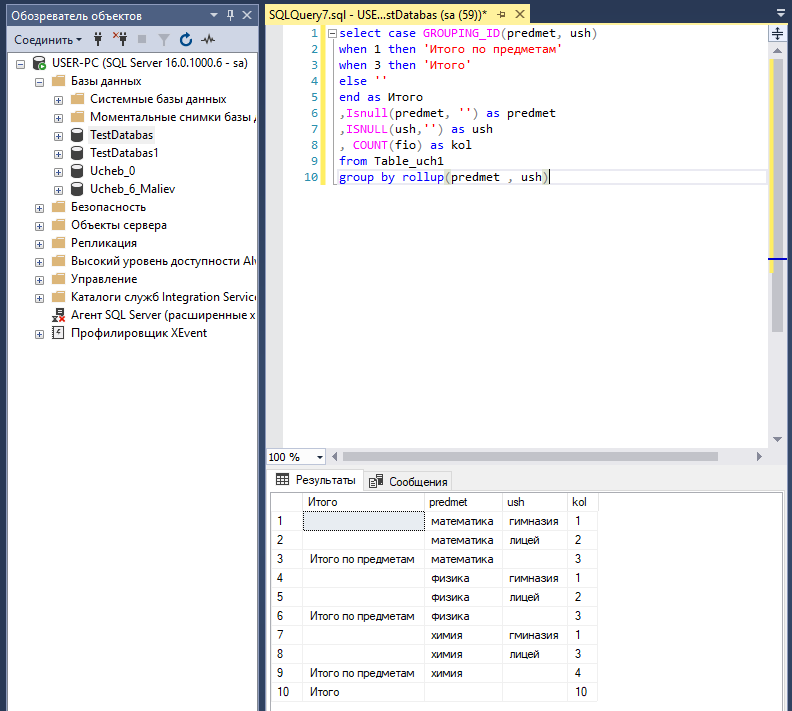 Обозреватель объектов
Соединить
USER-PC (SQL Server 16.0.1000.6 - sa)
Базы данных
Системные базы данных
Моментальные снимки базы
TestDatabas
TestDatabas1
Ucheb_0
Ucheb_6_Maliev
Безопасность
Объекты сервера
Репликация
Высокий уровень доступности Al
Управление
Каталоги служб Integration Service
Агент SQL Server (расширенные х
Профилировщик XEvent
SQLQuery7.sql - USE...stDatabas (sa (59))*
1 select case GROUPING_ID(predmet, ush)
2 when 1 then 'Итого по предметам'
3 when 3 then 'Итого'
4 else ''
5 end as Итого
6 ,Isnull(predmet, '') as predmet
7 ,ISNULL(ush,'') as ush
8 , COUNT(fio) as kol
9 from Table_uch1
10 group by rollup(predmet , ush)
100 %
Результаты Сообщения
Итого predmet ush kol
1 математика гимназия 1
2 математика лицей 2
3 Итого по предметам математика 3
4 физика гимназия 1
5 физика лицей 2
6 Итого по предметам физика 3
7 химия гминазия 1
8 химия лицей 3
9 Итого по предметам химия 4
10 Итого 10